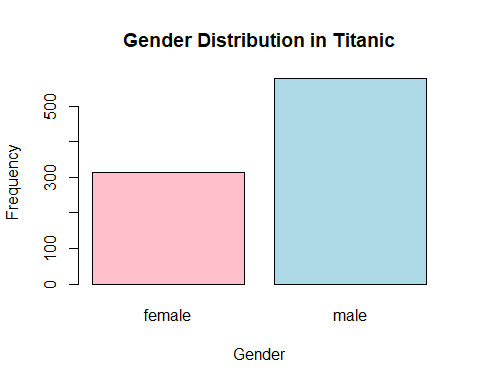 Gender Distribution in Titanic
Frequency
500
300
100
0
female
male
Gender